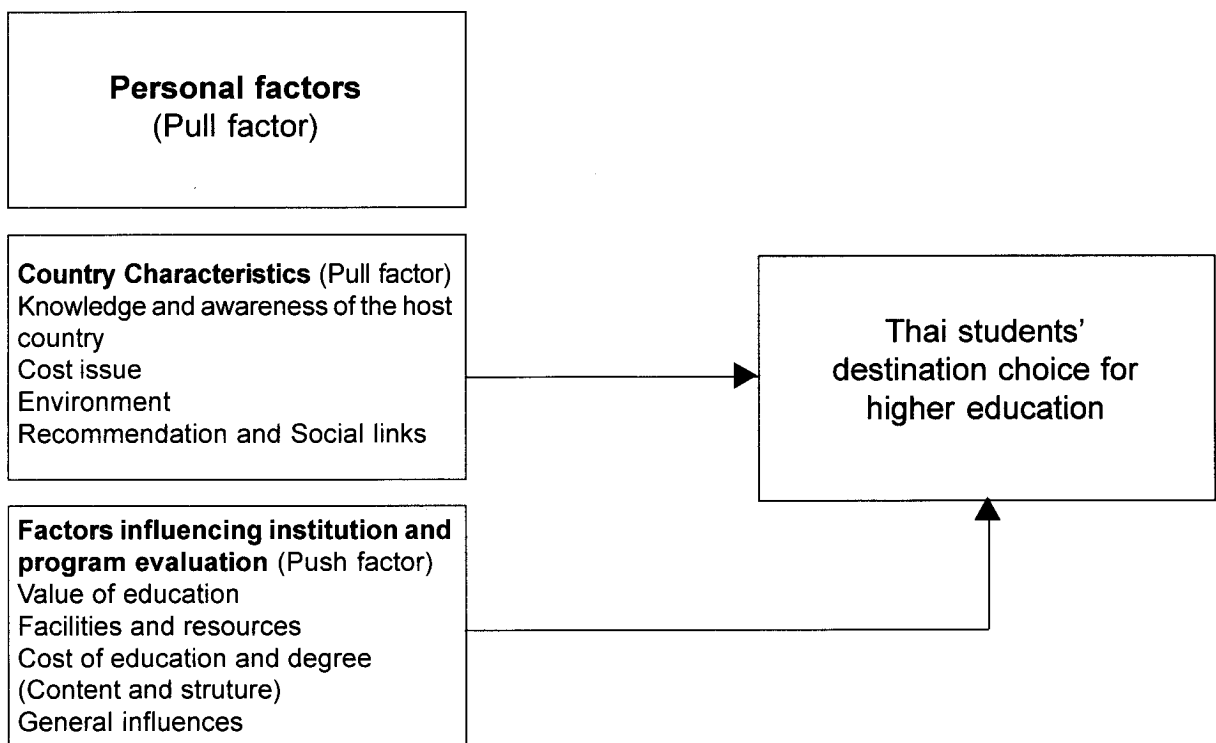 Personal factors
(Pull factor)
Country Characteristics (Pull factor)
Knowledge and awareness of the host
country
Cost issue
Environment
Recommendation and Social links
Factors influencing institution and
program evaluation (Push factor)
Value of education
Facilities and resources
Cost of education and degree
(Content and struture)
General influences
Thai students'
destination choice for
higher education